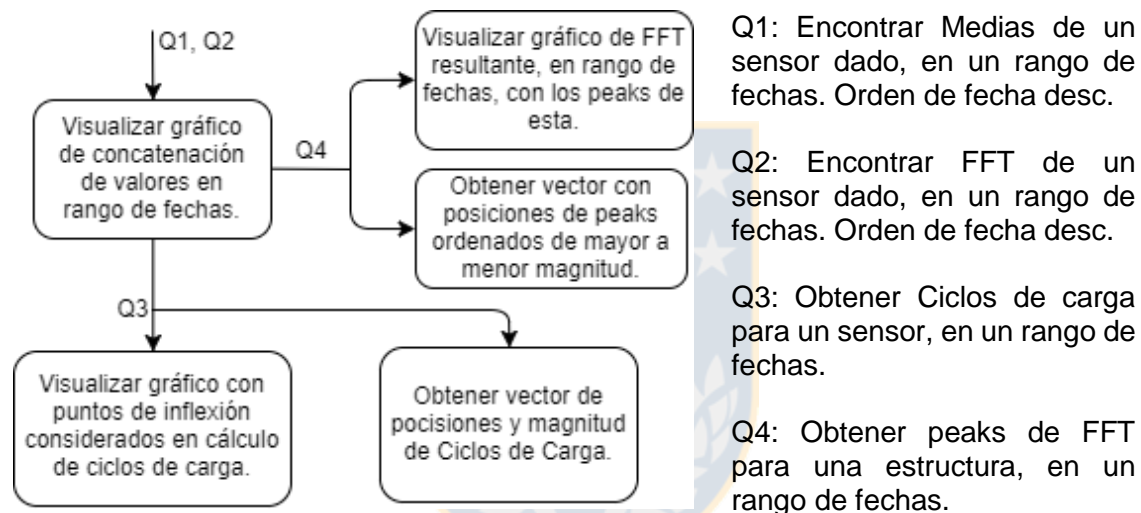 Q1, Q2
Visualizar gráfico
de concatenación
de valores en
rango de fechas.
Q4
Visualizar gráfico de FFT
resultante, en rango de
fechas, con los peaks de
esta.
Obtener vector con
posiciones de peaks
ordenados de mayor a
menor magnitud.
Q3
Visualizar gráfico con
puntos de inflexión
considerados en cálculo
de ciclos de carga.
Obtener vector de
pocisiones y magnitud
de Ciclos de Carga.
Q1: Encontrar Medias de un
sensor dado, en un rango de
fechas. Orden de fecha desc.
Q2: Encontrar FFT de un
sensor dado, en un rango de
fechas. Orden de fecha desc.
Q3: Obtener Ciclos de carga
para un sensor, en un rango de
fechas.
Q4: Obtener peaks de FFT
para una estructura, en un
rango de fechas.